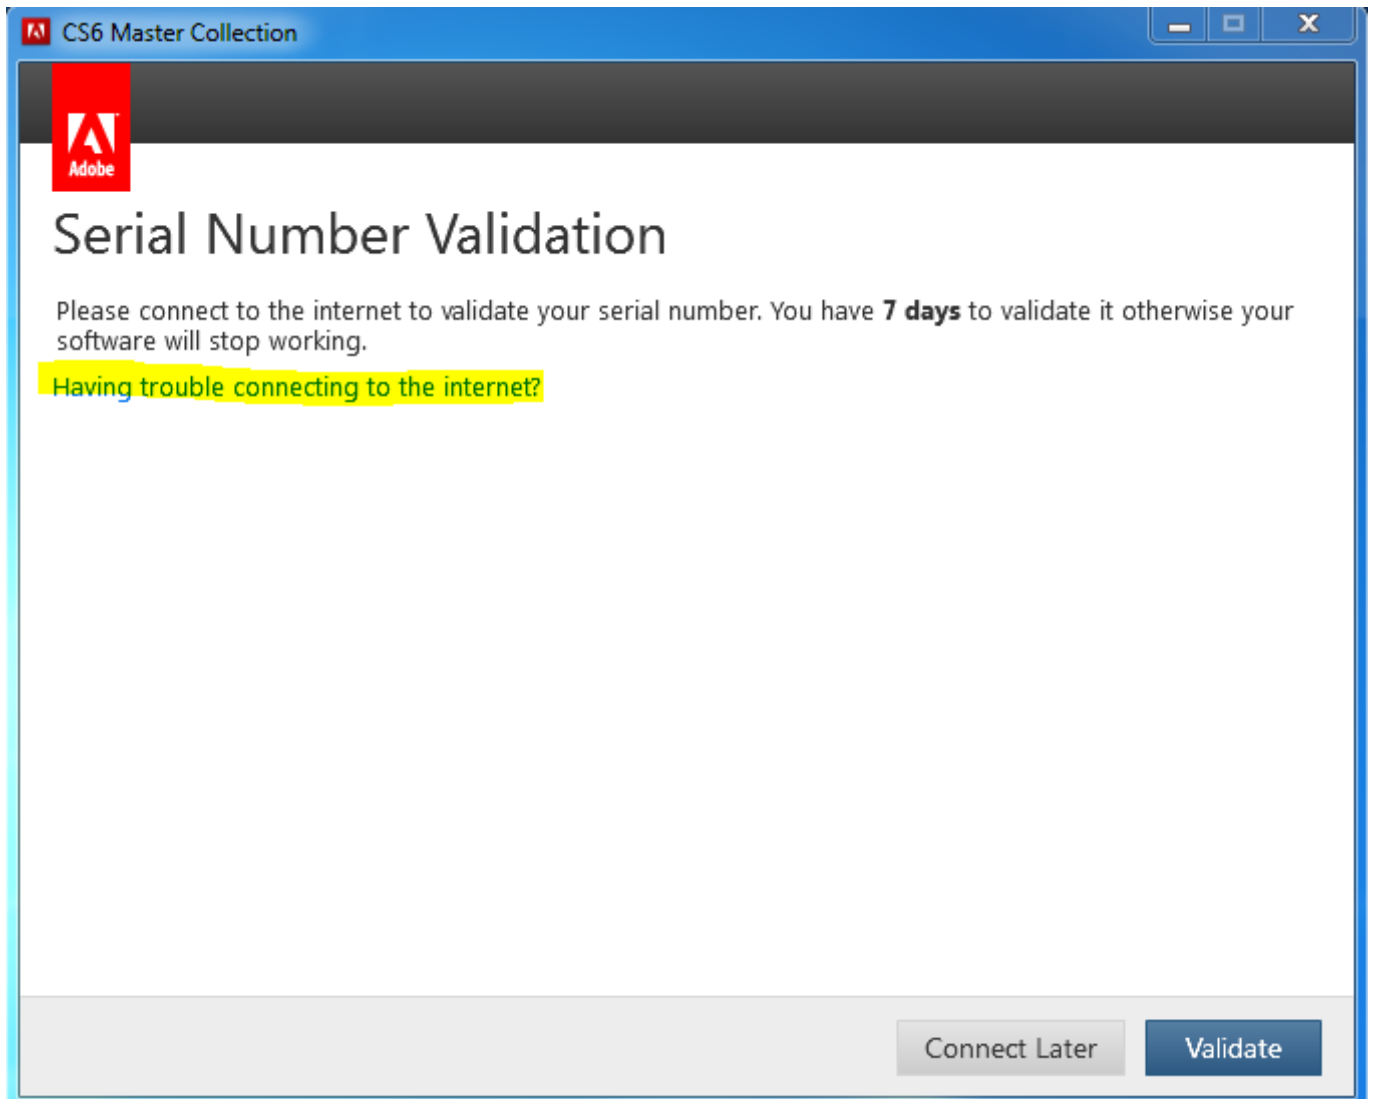 CS6 Master Collection
Adobe
Serial Number Validation
Please connect to the internet to validate your serial number. You have 7 days to validate it otherwise your
software will stop working.
Having trouble connecting to the internet?
Connect Later
Validate